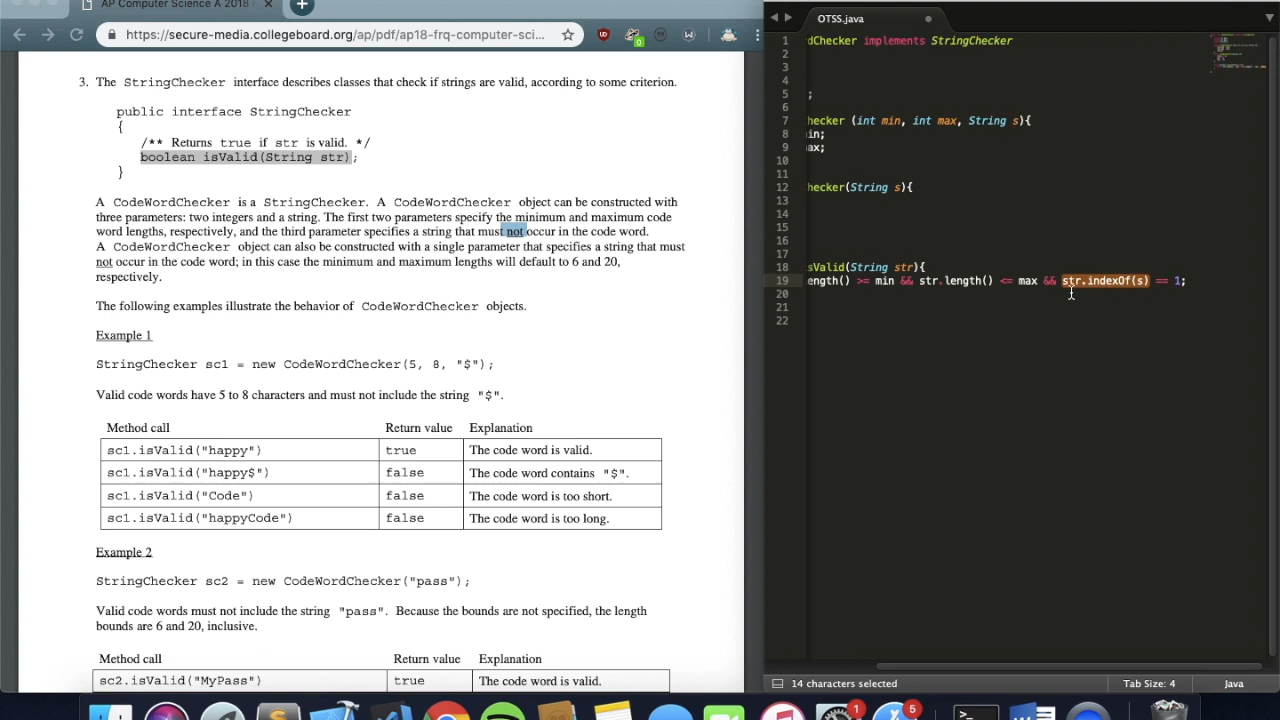 AP Computer Science A 2018
https://secure-media.collegeboard.org/ap/pdf/ap18-frq-computer-sci...
3. The StringChecker interface describes classes that check if strings are valid, according to some criterion.
public interface StringChecker
{
/** Returns true if str is valid. */
boolean isValid(String str);
}
A CodeWordChecker is a StringChecker. A CodeWordChecker object can be constructed with
three parameters: two integers and a string. The first two parameters specify the minimum and maximum code
word lengths, respectively, and the third parameter specifies a string that must not occur in the code word.
A CodeWordChecker object can also be constructed with a single parameter that specifies a string that must
not occur in the code word; in this case the minimum and maximum lengths will default to 6 and 20,
respectively.
The following examples illustrate the behavior of CodeWordChecker objects.
Example 1
StringChecker sc1 = new CodeWordChecker(5, 8, "$");
Valid code words have 5 to 8 characters and must not include the string "$".
Method call Return value Explanation
sc1.isValid("happy") true The code word is valid.
sc1.isValid("happy$") false The code word contains "$".
sc1.isValid("Code") false The code word is too short.
sc1.isValid("happyCode") false The code word is too long.
Example 2
StringChecker sc2 = new CodeWordChecker("pass");
Valid code words must not include the string "pass". Because the bounds are not specified, the length
bounds are 6 and 20, inclusive.
Method call Return value Explanation
sc2.isValid("MyPass") true The code word is valid.
OTSS.java
1 dChecker implements StringChecker
2
3
4
5 ;
6
7 hecker (int min, int max, String s){
8 in;
9 ax;
10
11
12 hecker(String s){
13
14
15
16
17
18 sValid(String str){
19 ength() >= min && str.length() <= max && str.indexOf(s) == 1;
20
21
22
14 characters selected
Tab Size: 4
Java
0
1
5